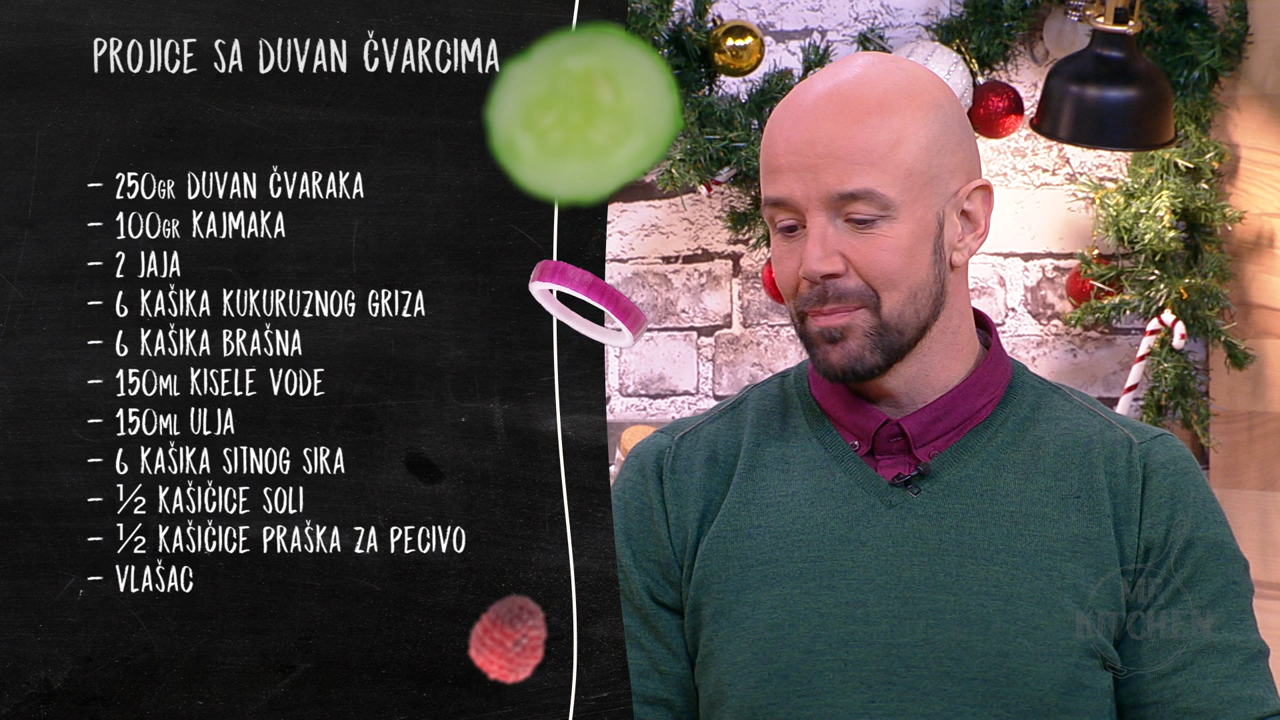 PROJICE SA DUVAN ČVARCIMA
- 250GR DUVAN ČVARAKA
- 100GR KAJMAKA
- 2 JAJA
- 6 KAŠIKA KUKURUZNOG GRIZA
- 6 KAŠIKA BRAŠNA
- 150ML KISELE VODE
- 150ML ULJA
- 6 KAŠIKA SITNOG SIRA
- ½ KAŠIČICE SOLI
- ½ KAŠIČICE PRAŠKA ZA PECIVO
- VLAŠAC
KITCHEN